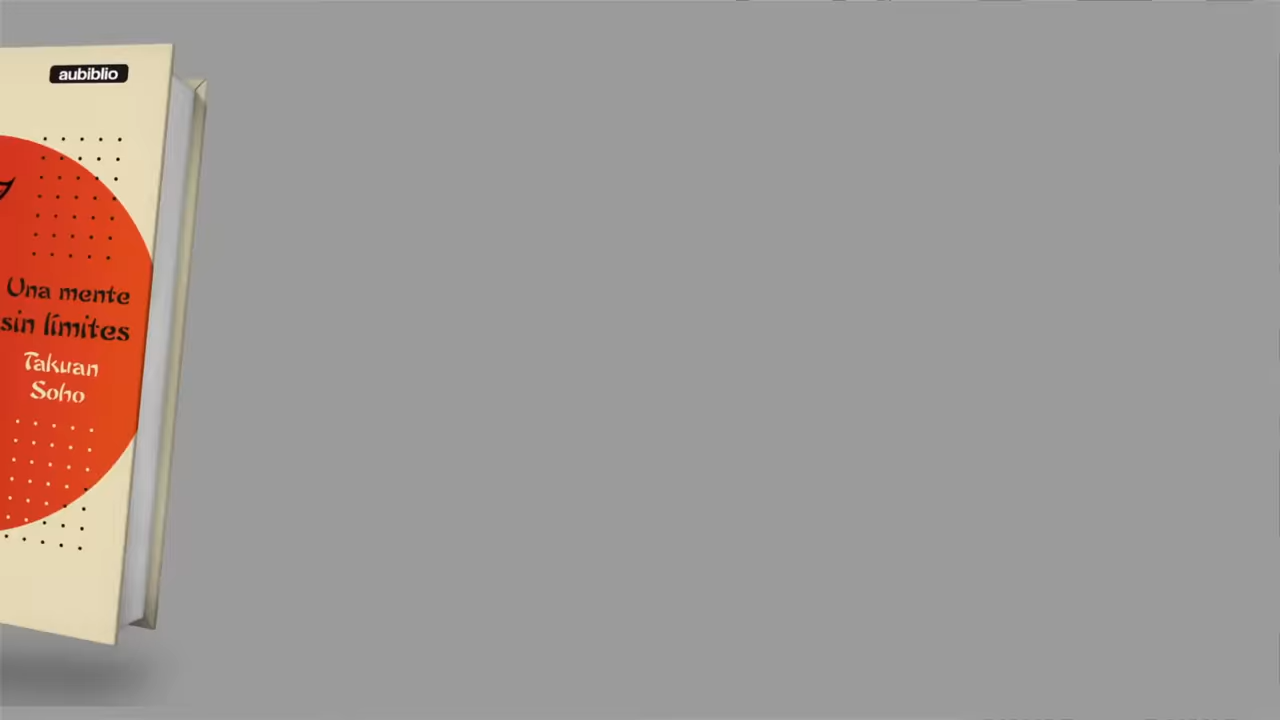 aubiblio
Una mente
sin límites
Takuan
Soho